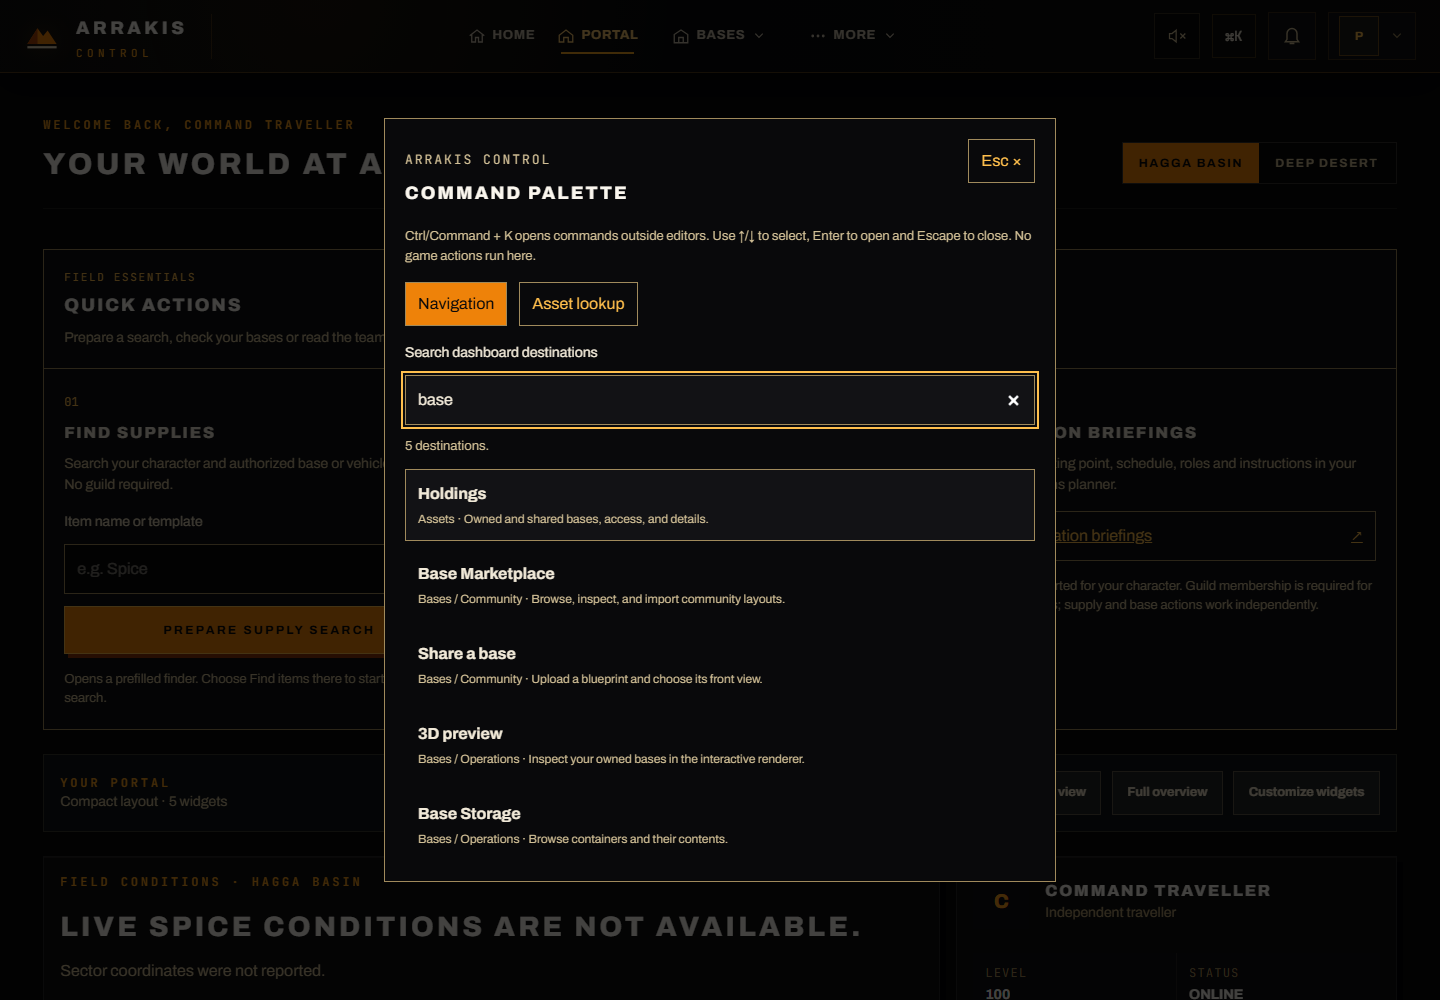 ARRAKIS
CONTROL
HOME
PORTAL
BASES
MORE
⌘K
P
WELCOME BACK, COMMAND TRAVELLER
YOUR WORLD AT A
HAGGA BASIN
DEEP DESERT
ARRAKIS CONTROL
COMMAND PALETTE
Esc ×
Ctrl/Command + K opens commands outside editors. Use ↑/↓ to select, Enter to open and Escape to close. No
game actions run here.
Navigation
Asset lookup
Search dashboard destinations
base
5 destinations.
Holdings
Assets · Owned and shared bases, access, and details.
Base Marketplace
Bases / Community · Browse, inspect, and import community layouts.
Share a base
Bases / Community · Upload a blueprint and choose its front view.
3D preview
Bases / Operations · Inspect your owned bases in the interactive renderer.
Base Storage
Bases / Operations · Browse containers and their contents.
FIELD ESSENTIALS
QUICK ACTIONS
Prepare a search, check your bases or read the team
01
FIND SUPPLIES
Search your character and authorized base or vehicl
No guild required.
Item name or template
e.g. Spice
PREPARE SUPPLY SEARCH
Opens a prefilled finder. Choose Find items there to start
search.
ON BRIEFINGS
ing point, schedule, roles and instructions in your
s planner.
ation briefings ↗
rted for your character. Guild membership is required for
; supply and base actions work independently.
YOUR PORTAL
Compact layout · 5 widgets
view
Full overview
Customize widgets
FIELD CONDITIONS · HAGGA BASIN
LIVE SPICE CONDITIONS ARE NOT AVAILABLE.
Sector coordinates were not reported.
C
COMMAND TRAVELLER
Independent traveller
LEVEL
100
STATUS
ONLINE